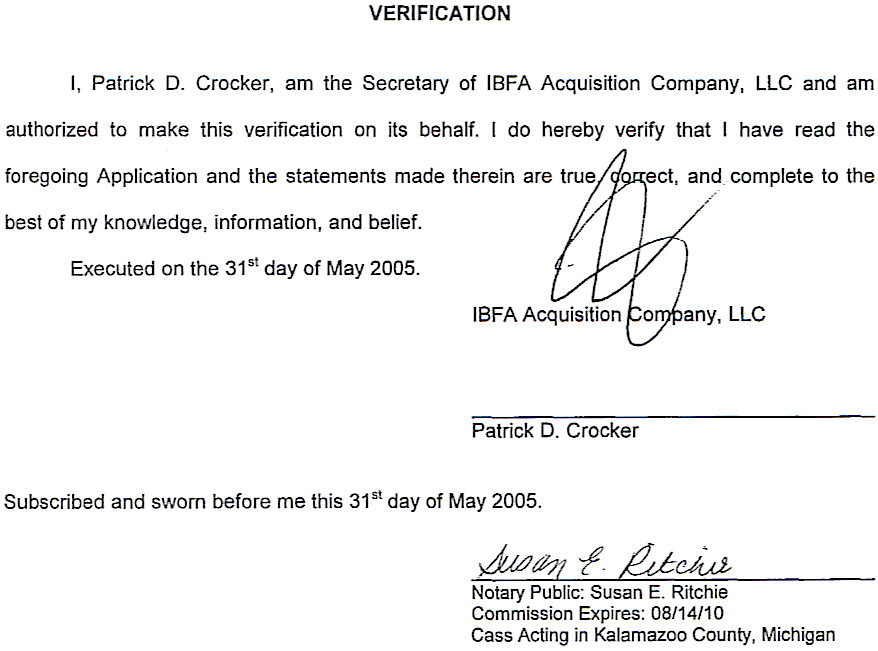 VERIFICATION
I, Patrick D. Crocker, am the Secretary of IBFA Acquisition Company, LLC and am
authorized to make this verification on its behalf. I do hereby verify that I have read the
foregoing Application and the statements made therein are true, correct, and complete to the
best of my knowledge, information, and belief.
Executed on the 31st day of May 2005.
IBFA Acquisition Company, LLC
Patrick D. Crocker
Subscribed and sworn before me this 31st day of May 2005.
Susan E. Ritchie
Notary Public: Susan E. Ritchie
Commission Expires: 08/14/10
Cass Acting in Kalamazoo County, Michigan